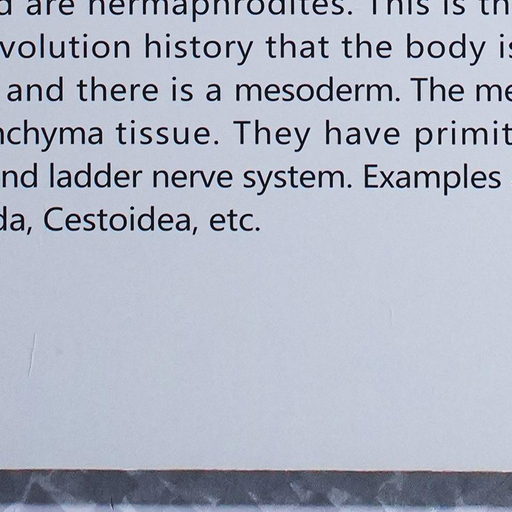 d are hermaphrodites. This is th
volution history that the body is
and there is a mesoderm. The me
nchyma tissue. They have primit
nd ladder nerve system. Examples
da, Cestoidea, etc.